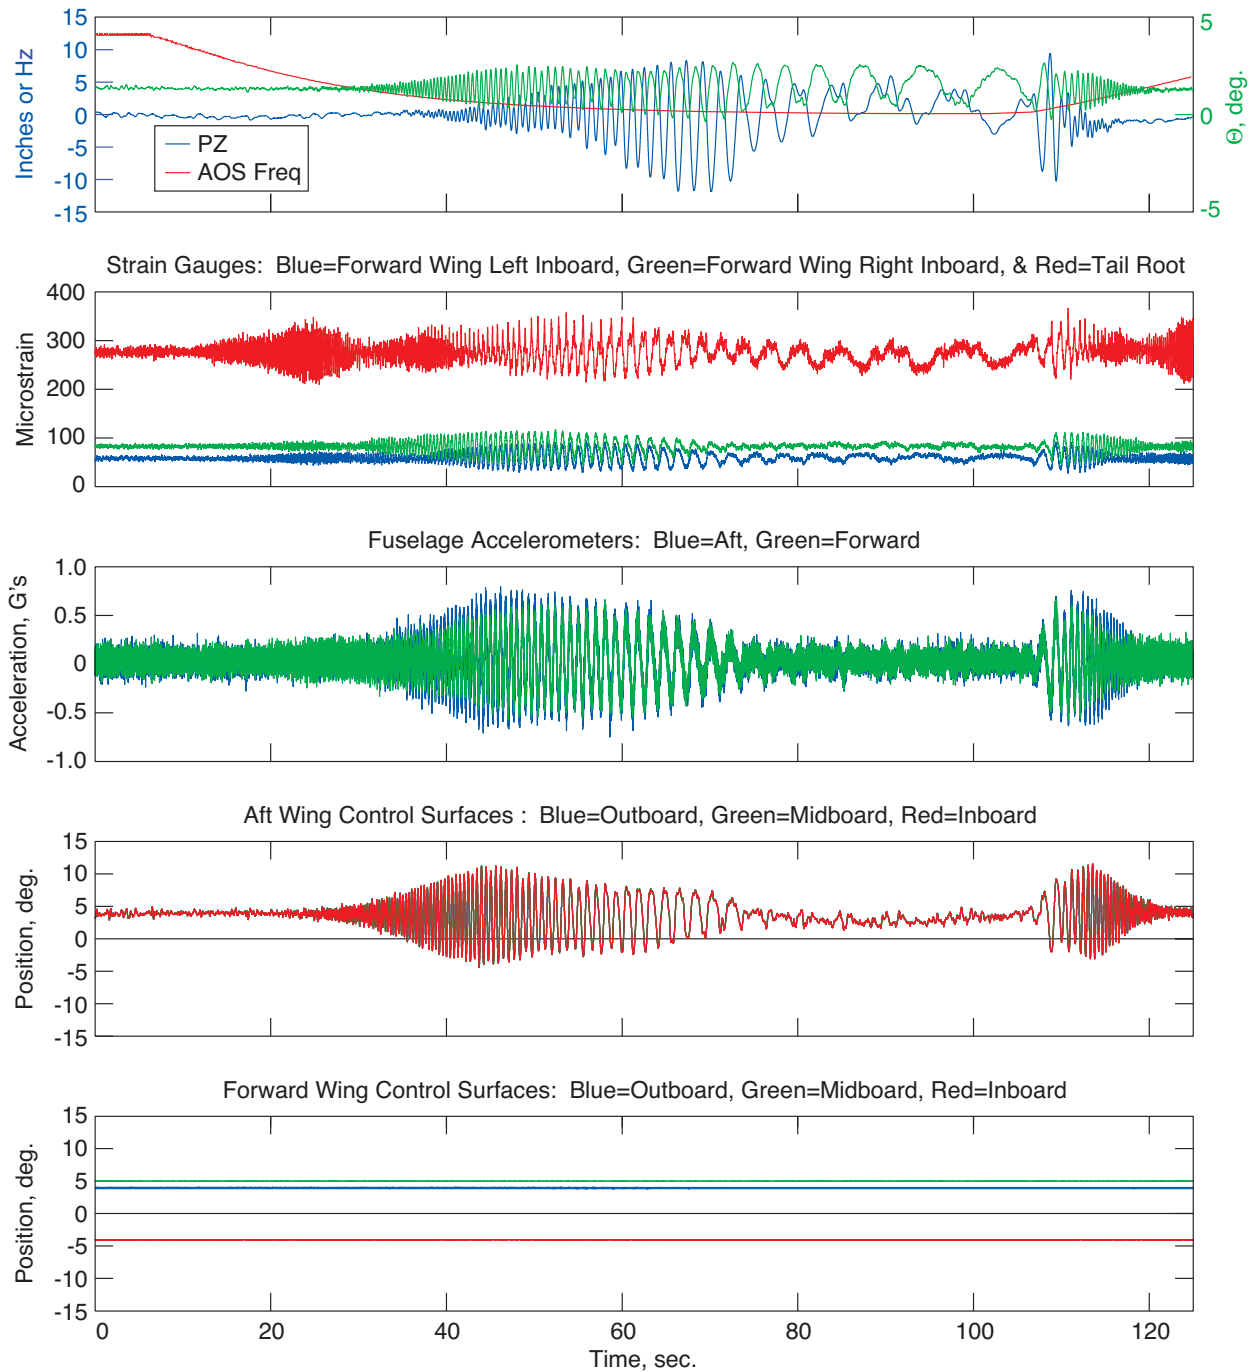 15
10
5
0
-5
-10
-15
Inches or Hz
PZ
AOS Freq
5
0
-5
Θ, deg.
Strain Gauges: Blue=Forward Wing Left Inboard, Green=Forward Wing Right Inboard, & Red=Tail Root
400
300
200
100
0
Microstrain
Fuselage Accelerometers: Blue=Aft, Green=Forward
1.0
0.5
0
-0.5
-1.0
Acceleration, G's
Aft Wing Control Surfaces : Blue=Outboard, Green=Midboard, Red=Inboard
15
10
5
0
-5
-10
-15
Position, deg.
Forward Wing Control Surfaces: Blue=Outboard, Green=Midboard, Red=Inboard
15
10
5
0
-5
-10
-15
Position, deg.
0 20 40 60 80 100 120
Time, sec.